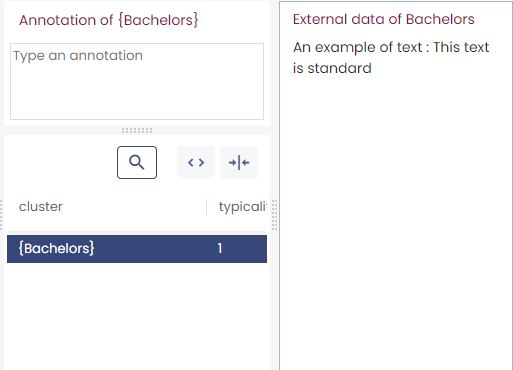 Annotation of {Bachelors}
Type an annotation
cluster typicali
{Bachelors} 1
External data of Bachelors
An example of text : This text
is standard